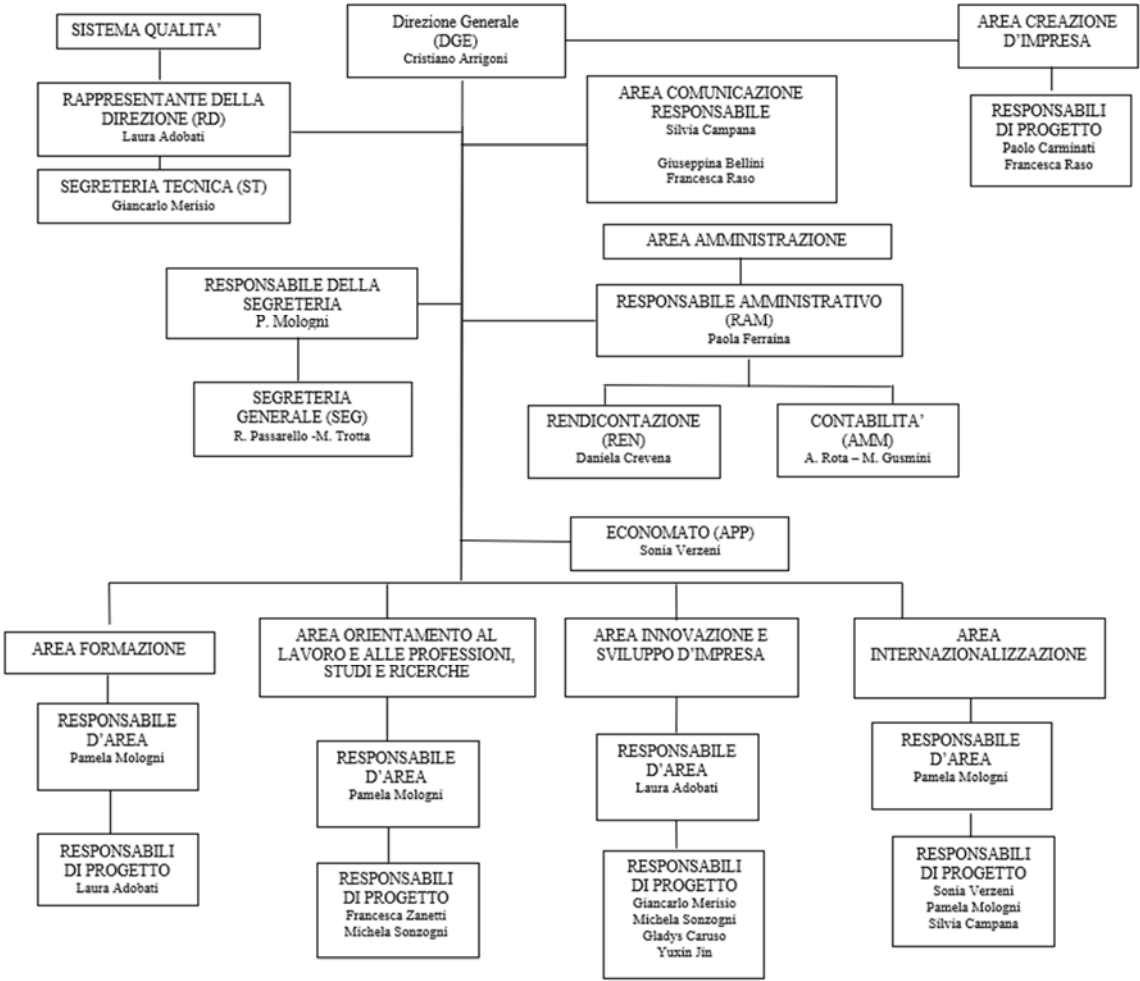 SISTEMA QUALITA'
Direzione Generale
(DGE)
Cristiano Arrigoni
AREA CREAZIONE
D'IMPRESA
RAPPRESENTANTE DELLA
DIREZIONE (RD)
Laura Adobati
AREA COMUNICAZIONE
RESPONSABILE
Silvia Campana
Giuseppina Bellini
Francesca Raso
RESPONSABILI
DI PROGETTO
Paolo Carminati
Francesca Raso
SEGRETERIA TECNICA (ST)
Giancarlo Merisio
AREA AMMINISTRAZIONE
RESPONSABILE DELLA
SEGRETERIA
P. Mologni
RESPONSABILE AMMINISTRATIVO
(RAM)
Paola Ferraina
SEGRETERIA
GENERALE (SEG)
R. Passarello -M. Trotta
RENDICONTAZIONE
(REN)
Daniela Crevena
CONTABILITA'
(AMM)
A. Rota – M. Gusmini
ECONOMATO (APP)
Sonia Verzeni
AREA FORMAZIONE
RESPONSABILE
D'AREA
Pamela Mologni
RESPONSABILI
DI PROGETTO
Laura Adobati
AREA ORIENTAMENTO AL
LAVORO E ALLE PROFESSIONI,
STUDI E RICERCHE
RESPONSABILE
D'AREA
Pamela Mologni
RESPONSABILI
DI PROGETTO
Francesca Zanetti
Michela Sonzogni
AREA INNOVAZIONE E
SVILUPPO D'IMPRESA
RESPONSABILE
D'AREA
Laura Adobati
RESPONSABILI
DI PROGETTO
Giancarlo Merisio
Michela Sonzogni
Gladys Caruso
Yuxin Jin
AREA
INTERNAZIONALIZZAZIONE
RESPONSABILE
D'AREA
Pamela Mologni
RESPONSABILI
DI PROGETTO
Sonia Verzeni
Pamela Mologni
Silvia Campana